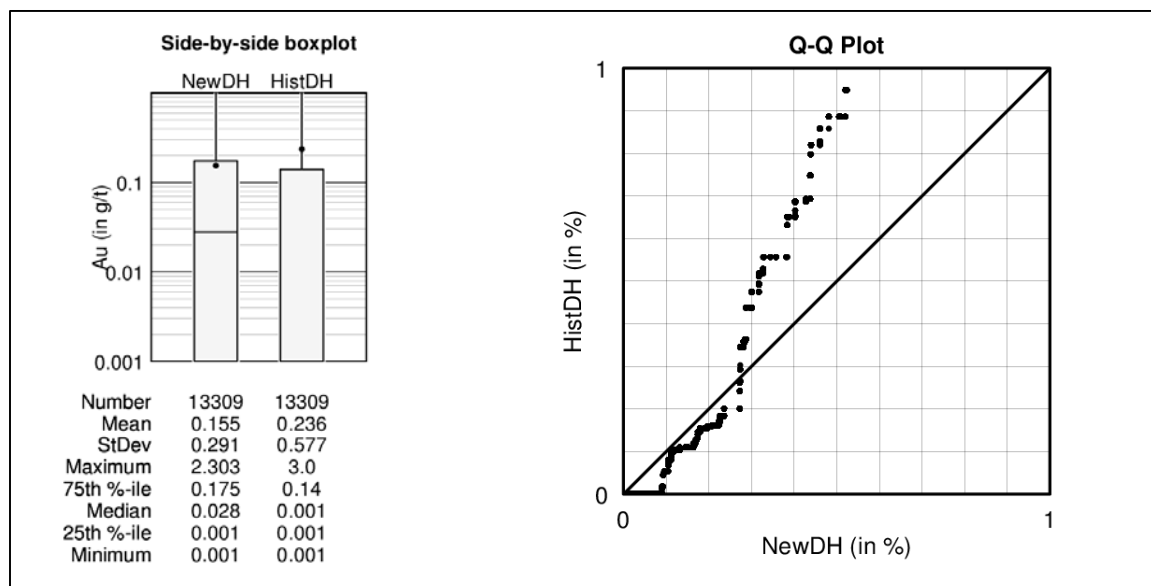 Side-by-side boxplot
NewDH HistDH
0.1
0.01
0.001
Au (in g/t)
Number 13309 13309
Mean 0.155 0.236
StDev 0.291 0.577
Maximum 2.303 3.0
75th %-ile 0.175 0.14
Median 0.028 0.001
25th %-ile 0.001 0.001
Minimum 0.001 0.001
Q-Q Plot
1
HistDH (in %)
0
0 1
NewDH (in %)